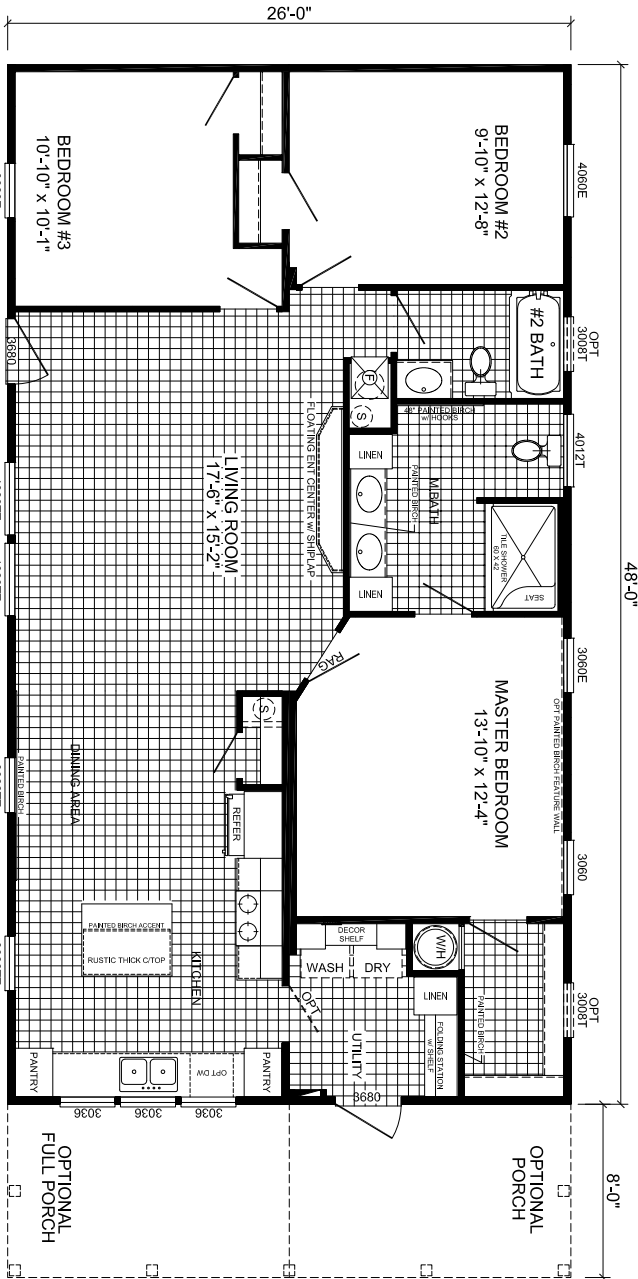 26'-0"
48'-0"
8'-0"
BEDROOM #3
10'-10" x 10'-1"
BEDROOM #2
9'-10" x 12'-8"
4060E
3680
#2 BATH
OPT
3008T
F
S
4012T
48" PAINTED BIRCH
w/ HOOKS
LINEN
M.BATH
PAINTED BIRCH
LINEN
TILE SHOWER
60 X 42
SEAT
FLOATING ENT CENTER w/ SHIPLAP
LIVING ROOM
17'-6" x 15'-2"
RAG
3060E
MASTER BEDROOM
13'-10" x 12'-4"
OPT PAINTED BIRCH FEATURE WALL
3060
S
REFER
DINING AREA
PAINTED BIRCH
PAINTED BIRCH ACCENT
RUSTIC THICK C/TOP
KITCHEN
DECOR
SHELF
WASH
DRY
W/H
OPT
3008T
LINEN
PAINTED BIRCH
FOLDING STATION
w/ SHELF
OPT
UTILITY
3680
PANTRY
OPT DW
PANTRY
3036
3036
3036
OPTIONAL
FULL PORCH
OPTIONAL
PORCH